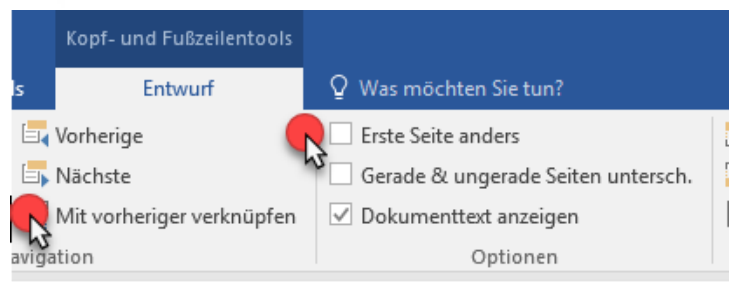 Kopf- und Fußzeilentools
ls Entwurf Was möchten Sie tun?
Vorherige Erste Seite anders
Nächste Gerade & ungerade Seiten untersch.
Mit vorheriger verknüpfen Dokumenttext anzeigen
avigation Optionen